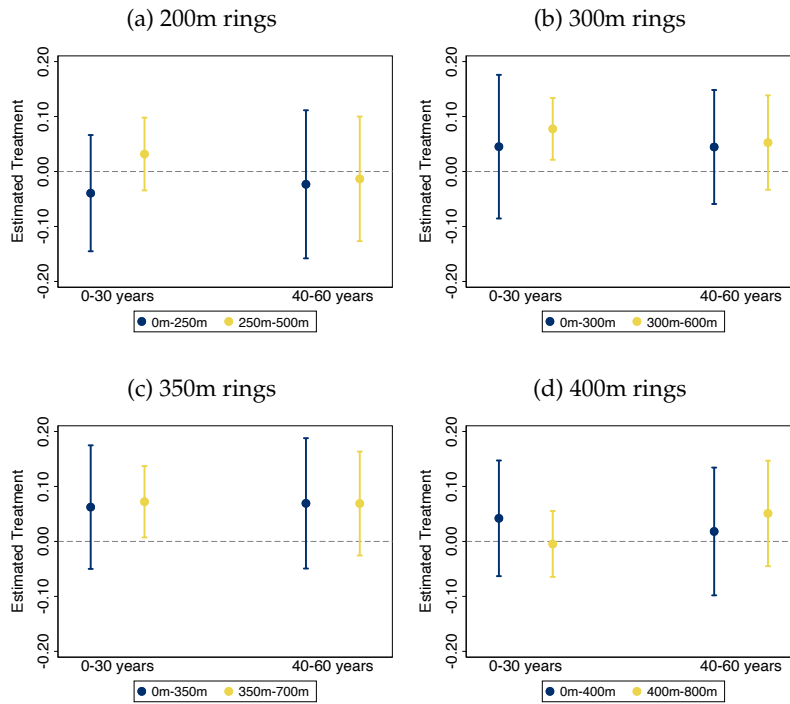 (a) 200m rings
(b) 300m rings
Estimated Treatment
0.20
0.10
0.00
-0.10
-0.20
0-30 years
40-60 years
0m-250m
250m-500m
Estimated Treatment
0.20
0.10
0.00
-0.10
-0.20
0-30 years
40-60 years
0m-300m
300m-600m
(c) 350m rings
(d) 400m rings
Estimated Treatment
0.20
0.10
0.00
-0.10
-0.20
0-30 years
40-60 years
0m-350m
350m-700m
Estimated Treatment
0.20
0.10
0.00
-0.10
-0.20
0-30 years
40-60 years
0m-400m
400m-800m